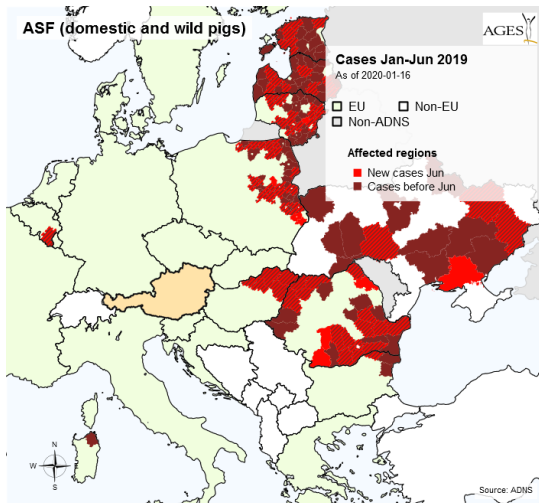 ASF (domestic and wild pigs)
AGES
Cases Jan-Jun 2019
As of 2020-01-16
EU
Non-EU
Non-ADNS
Affected regions
New cases Jun
Cases before Jun
N
W
E
S
Source: ADNS